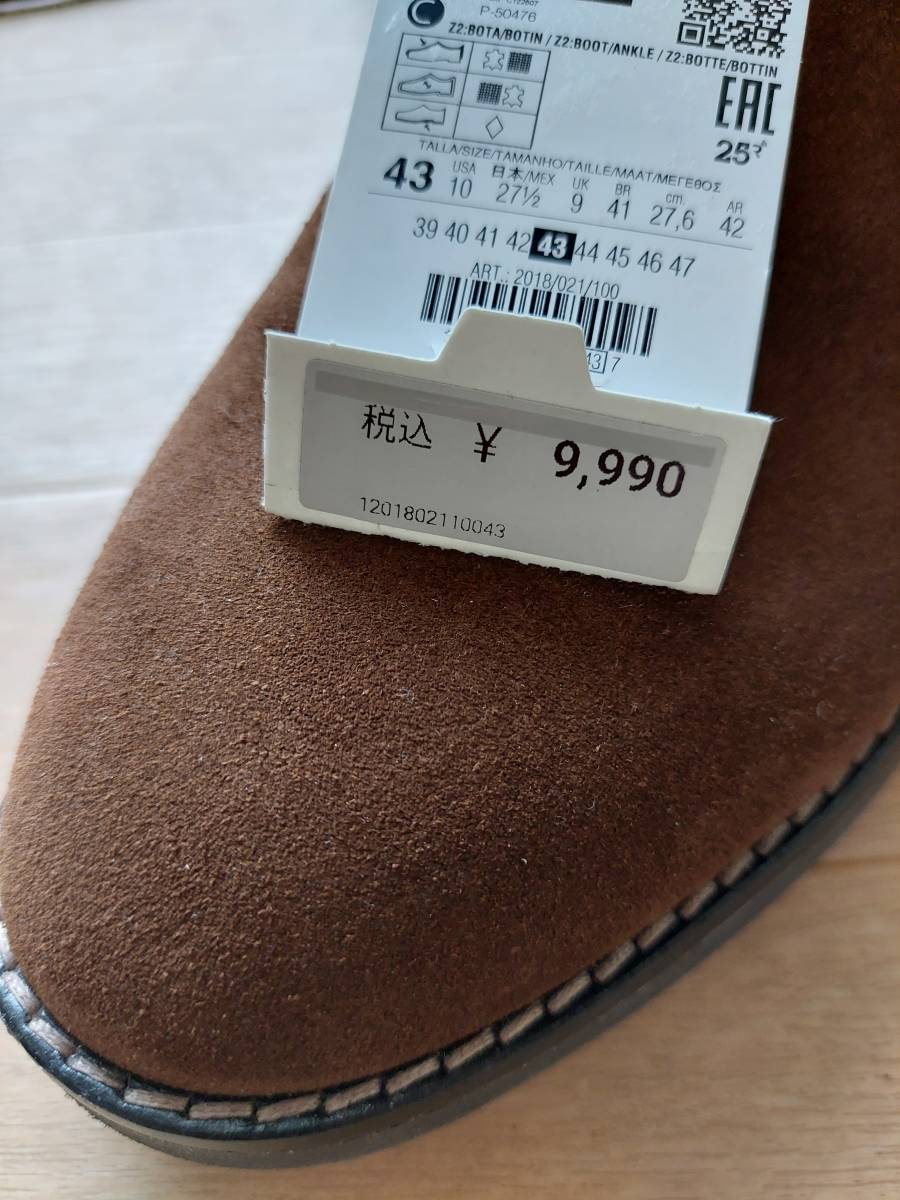 P-50476
Z2:BOTA/BOTIN / Z2:BOOT/ANKLE / Z2:BOTTE/BOTTIN
EAC
TALLA/SIZE/TAMANHO/TAILLE/MAAT/ΜΕΓΕΘΟΣ
43 USA 10 日本/MEX 27½ UK 9 BR 41 cm. 27,6 AR 42
39 40 41 42 43 44 45 46 47
ART.: 2018/021/100
43 7
税込 ¥ 9,990
1201802110043